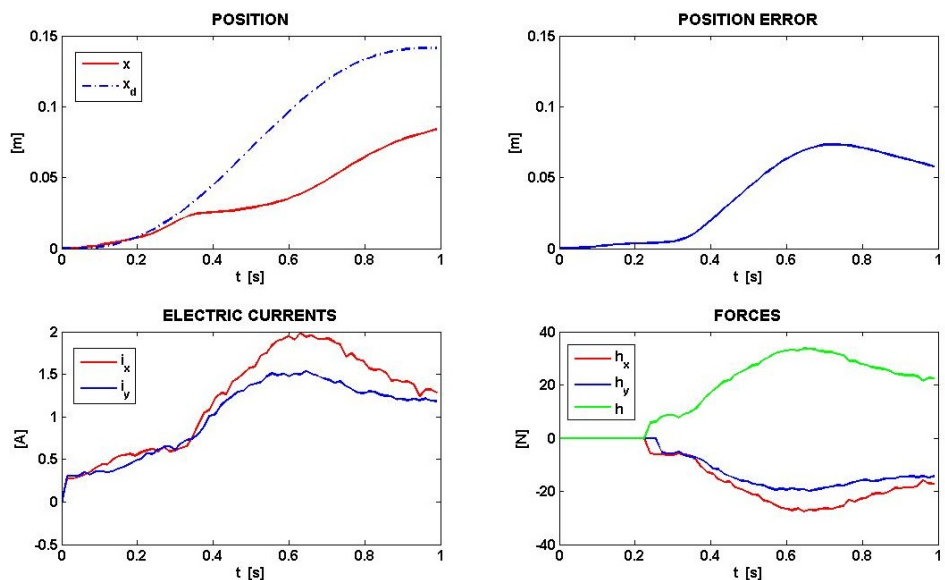 POSITION
0.15
0.1
0.05
0
[m]
x
x_d
0
0.2
0.4
0.6
0.8
1
t [s]
POSITION ERROR
0.15
0.1
0.05
0
[m]
0
0.2
0.4
0.6
0.8
1
t [s]
ELECTRIC CURRENTS
2
1.5
1
0.5
0
-0.5
[A]
i_x
i_y
0
0.2
0.4
0.6
0.8
1
t [s]
FORCES
40
20
0
-20
-40
[N]
h_x
h_y
h
0
0.2
0.4
0.6
0.8
1
t [s]